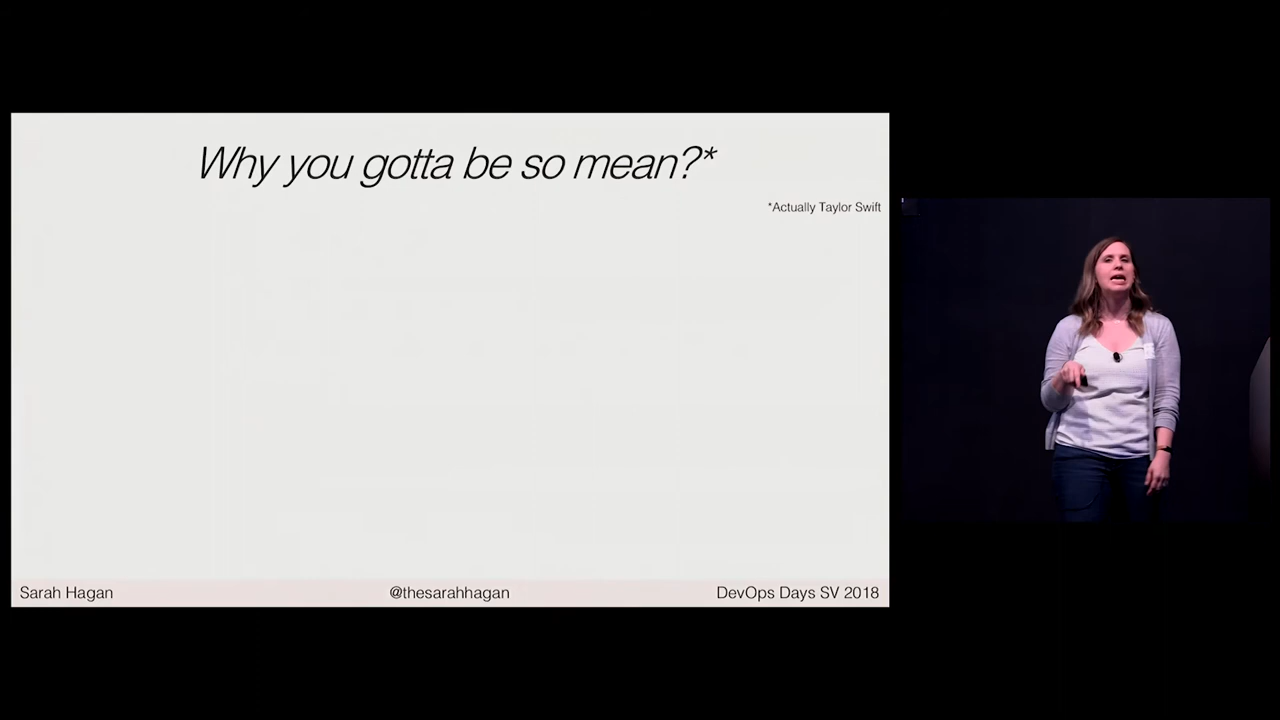 Why you gotta be so mean?*
*Actually Taylor Swift
Sarah Hagan
@thesarahhagan
DevOps Days SV 2018